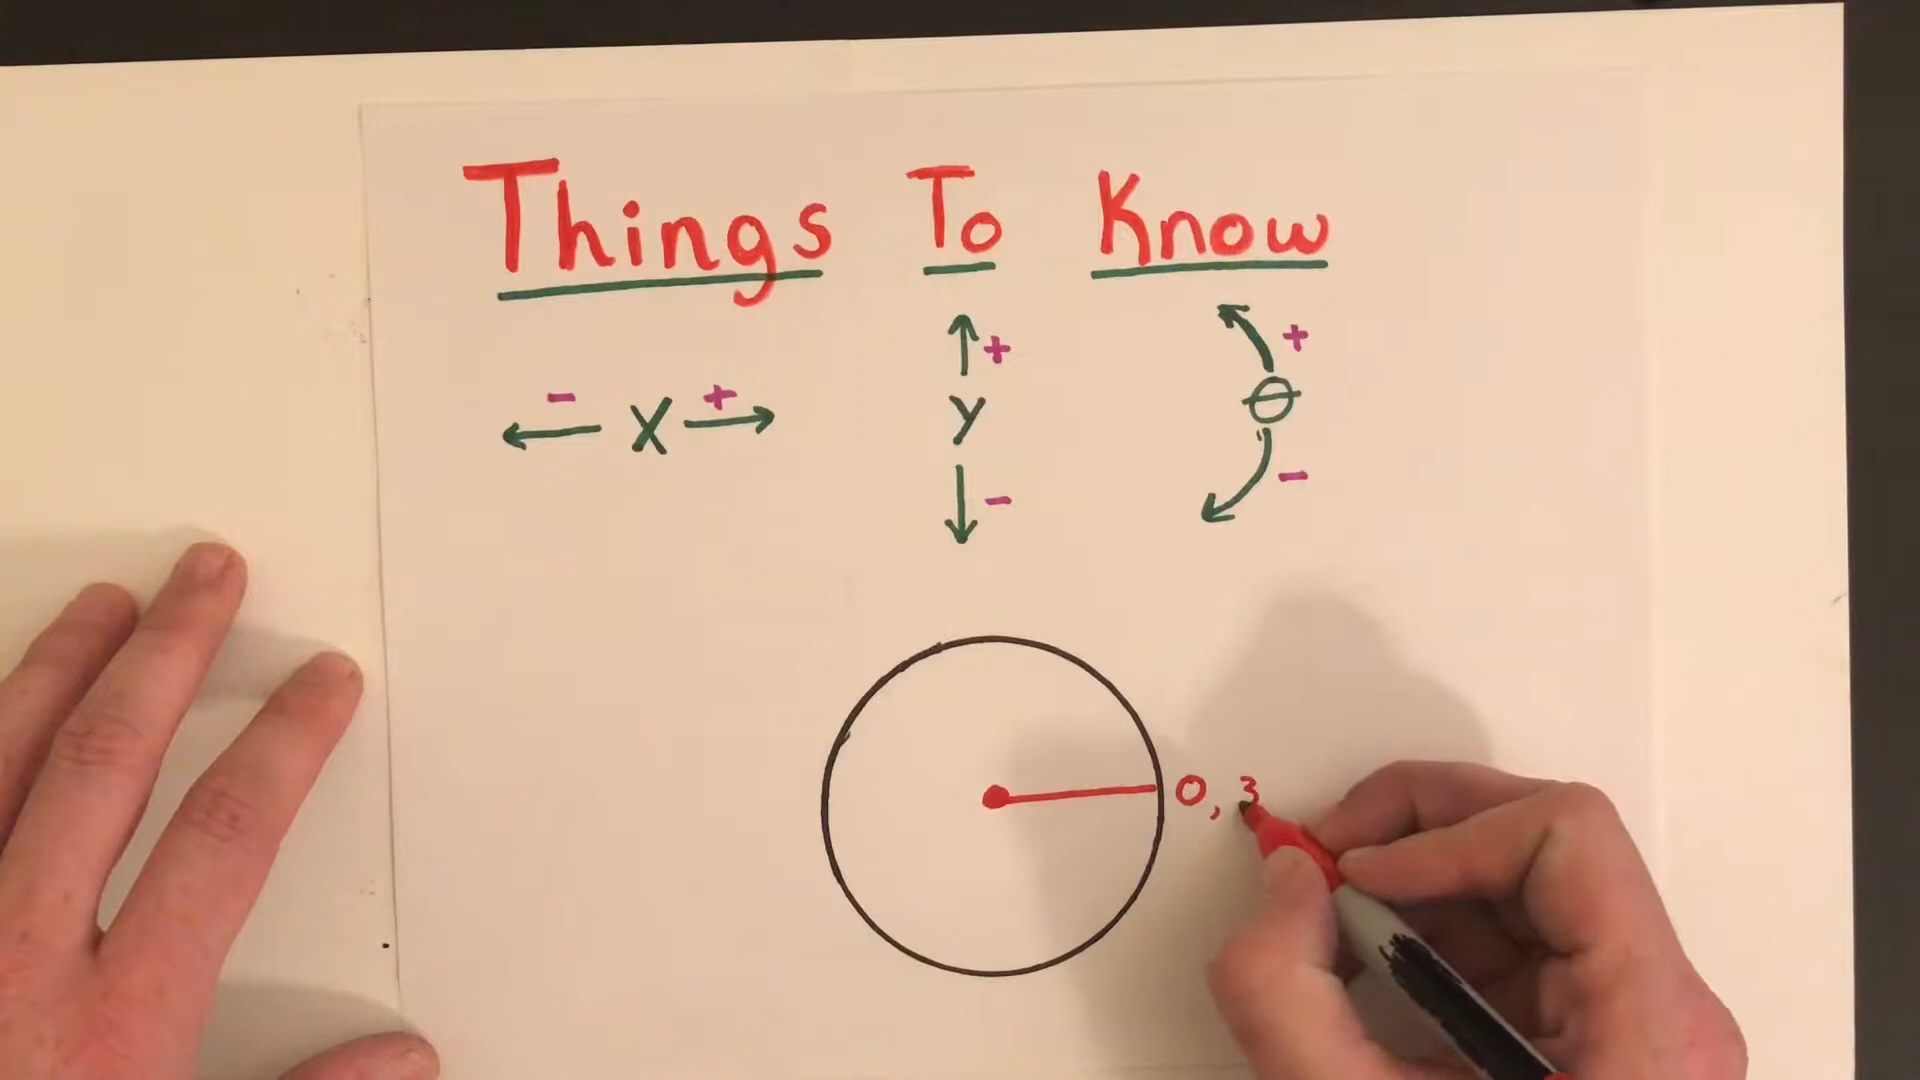 Things To Know
- X +
+
y
-
+
θ
-
0, 3